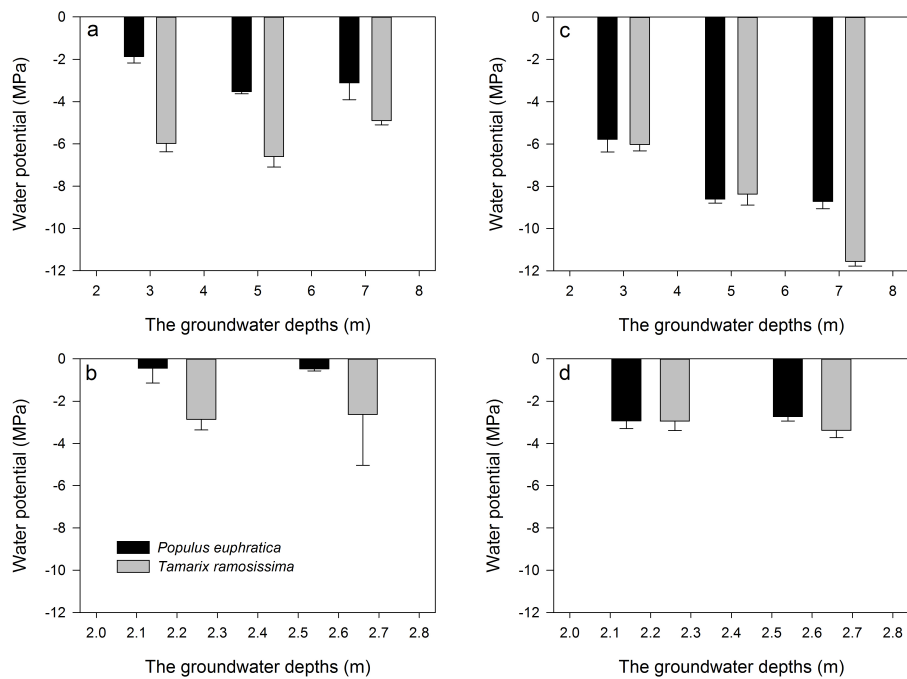 a
Water potential (MPa)
0
-2
-4
-6
-8
-10
-12
2 3 4 5 6 7 8
The groundwater depths (m)
c
Water potential (MPa)
0
-2
-4
-6
-8
-10
-12
2 3 4 5 6 7 8
The groundwater depths (m)
b
Water potential (MPa)
0
-2
-4
-6
-8
-10
-12
Populus euphratica
Tamarix ramosissima
2.0 2.1 2.2 2.3 2.4 2.5 2.6 2.7 2.8
The groundwater depths (m)
d
Water potential (MPa)
0
-2
-4
-6
-8
-10
-12
2.0 2.1 2.2 2.3 2.4 2.5 2.6 2.7 2.8
The groundwater depths (m)